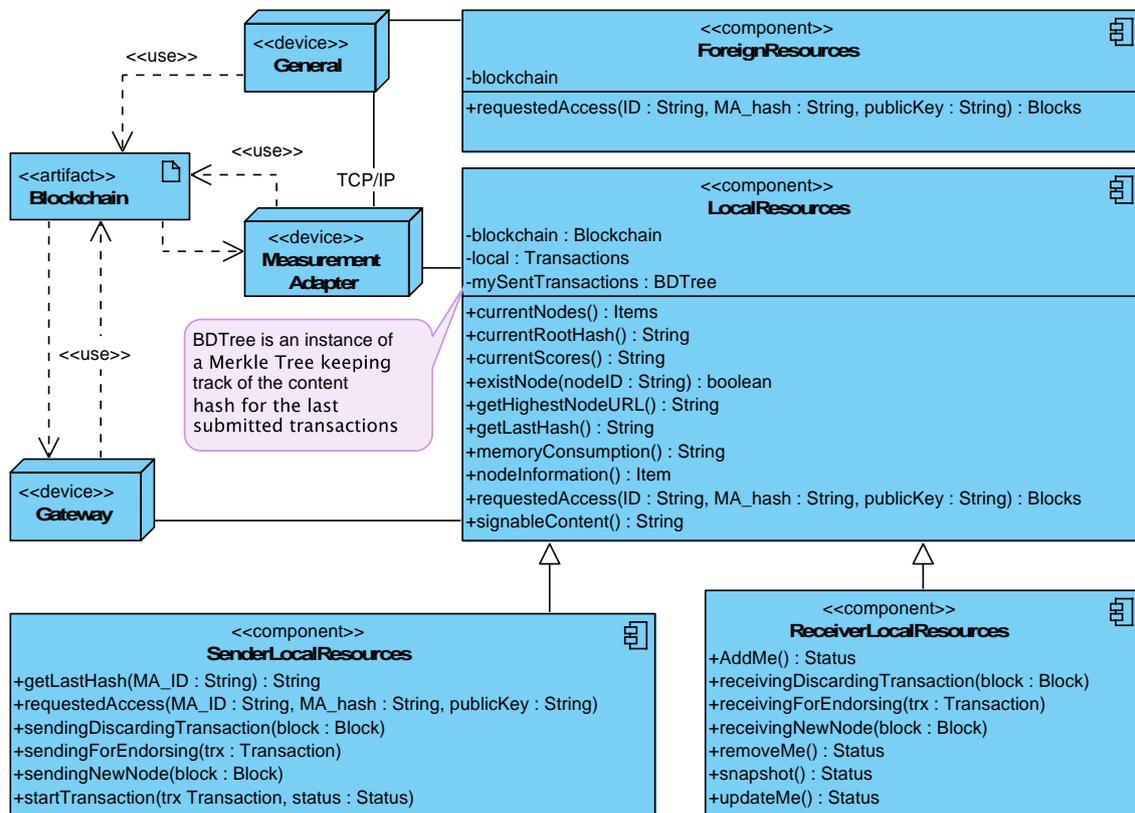 <<device>>
General
<<use>>
<<component>>
ForeignResources
-blockchain
+requestedAccess(ID : String, MA_hash : String, publicKey : String) : Blocks
<<artifact>>
Blockchain
<<use>>
TCP/IP
<<device>>
Measurement
Adapter
<<component>>
LocalResources
-blockchain : Blockchain
-local : Transactions
-mySentTransactions : BDTree
+currentNodes() : Items
+currentRootHash() : String
+currentScores() : String
+existNode(nodeID : String) : boolean
+getHighestNodeURL() : String
+getLastHash() : String
+memoryConsumption() : String
+nodeInformation() : Item
+requestedAccess(ID : String, MA_hash : String, publicKey : String) : Blocks
+signableContent() : String
BDTree is an instance of
a Merkle Tree keeping
track of the content
hash for the last
submitted transactions
<<use>>
<<device>>
Gateway
<<component>>
SenderLocalResources
+getLastHash(MA_ID : String) : String
+requestedAccess(MA_ID : String, MA_hash : String, publicKey : String)
+sendingDiscardingTransaction(block : Block)
+sendingForEndorsing(trx : Transaction)
+sendingNewNode(block : Block)
+startTransaction(trx Transaction, status : Status)
<<component>>
ReceiverLocalResources
+AddMe() : Status
+receivingDiscardingTransaction(block : Block)
+receivingForEndorsing(trx : Transaction)
+receivingNewNode(block : Block)
+removeMe() : Status
+snapshot() : Status
+updateMe() : Status